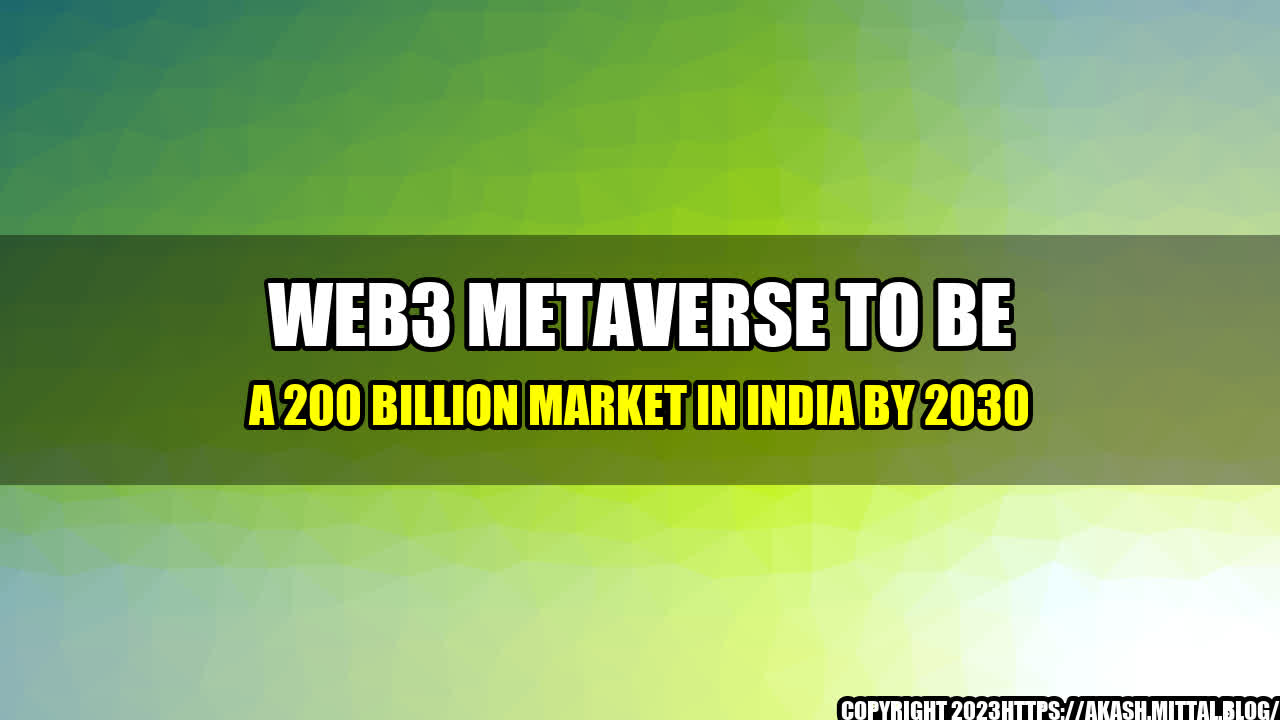 WEB3 METAVERSE TO BE
A 200 BILLION MARKET IN INDIA BY 2030
COPYRIGHT 2023HTTPS://AKASH.MITTAL.BLOG/